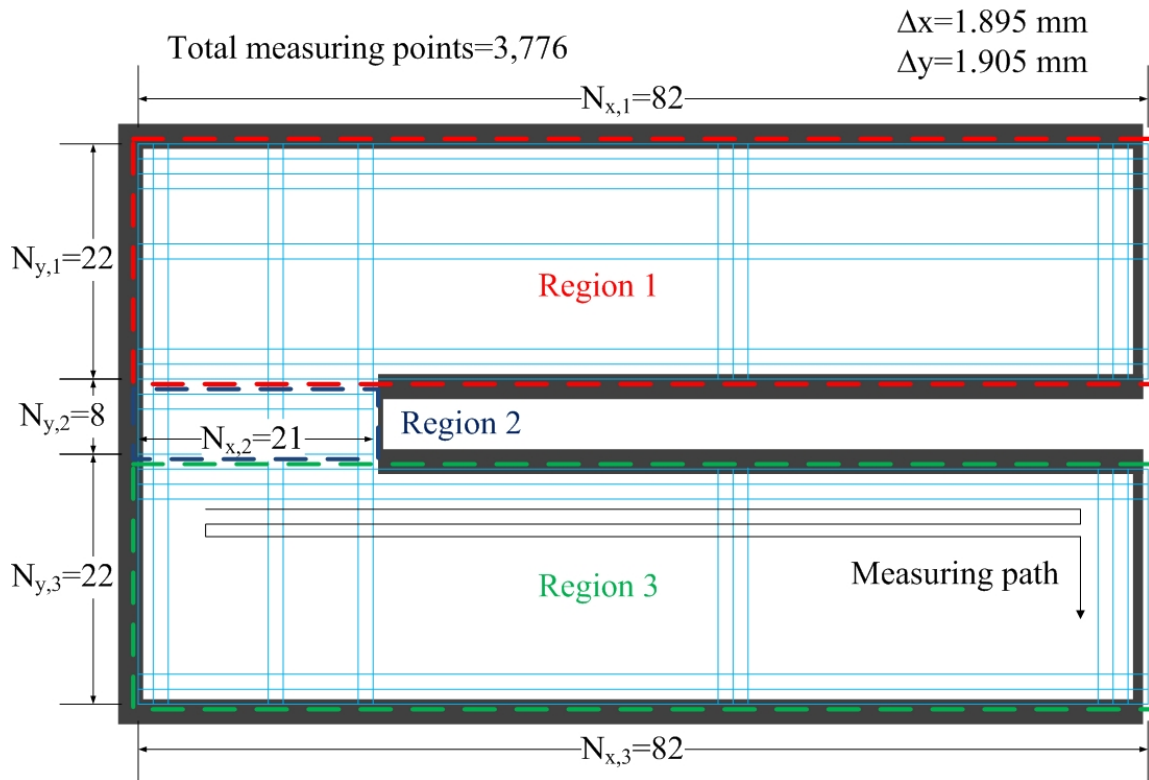 Total measuring points=3,776
Δx=1.895 mm
Δy=1.905 mm
Nx,1=82
Ny,1=22
Region 1
Ny,2=8
Nx,2=21
Region 2
Ny,3=22
Region 3
Measuring path
Nx,3=82